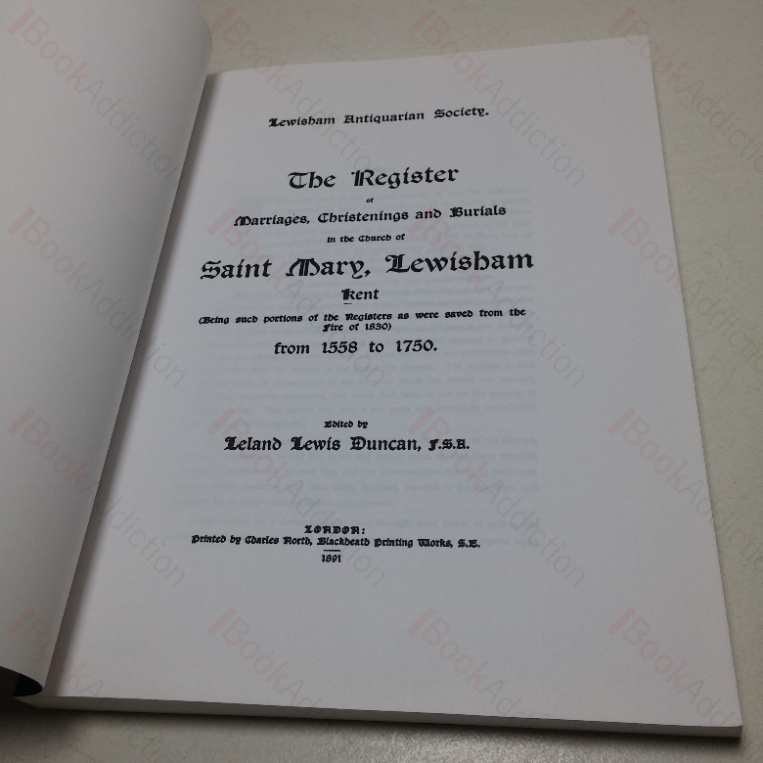 Lewisham Antiquarian Society.
The Register
of
Marriages, Christenings and Burials
in the Church of
Saint Mary, Lewisham
Kent
(Being such portions of the Registers as were saved from the
Fire of 1830)
from 1558 to 1750.
Edited by
Leland Lewis Duncan, F.S.A.
LONDON:
Printed by Charles North, Blackheath Printing Works, S.E.
1891
BookAddiction